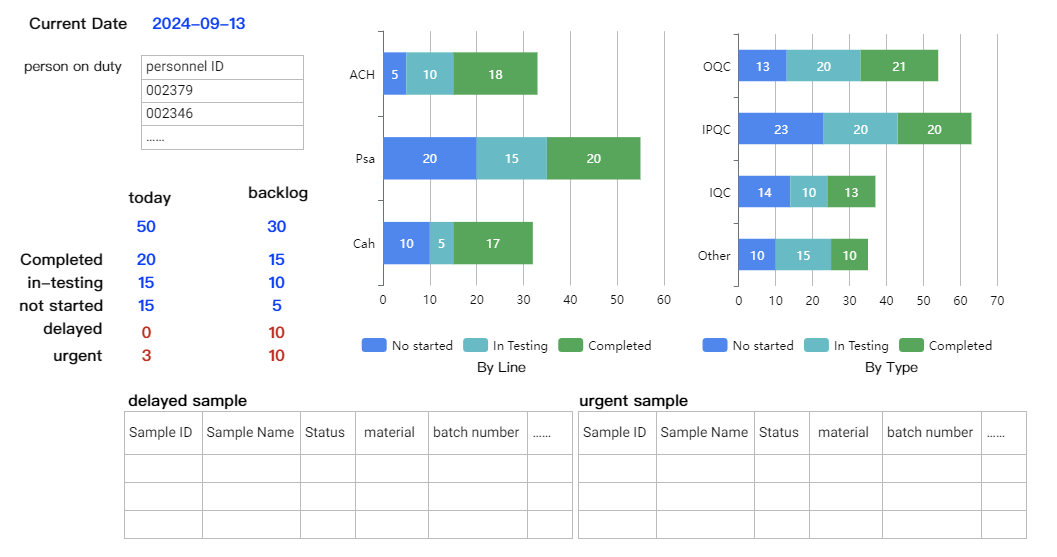 Current Date 2024-09-13
person on duty
personnel ID
002379
002346
......
today backlog
50 30
Completed 20 15
in-testing 15 10
not started 15 5
delayed 0 10
urgent 3 10
ACH 5 10 18
Psa 20 15 20
Cah 10 5 17
0 10 20 30 40 50 60
No started In Testing Completed
By Line
OQC 13 20 21
IPQC 23 20 20
IQC 14 10 13
Other 10 15 10
0 10 20 30 40 50 60 70
No started In Testing Completed
By Type
delayed sample
Sample ID Sample Name Status material batch number ......
urgent sample
Sample ID Sample Name Status material batch number ......